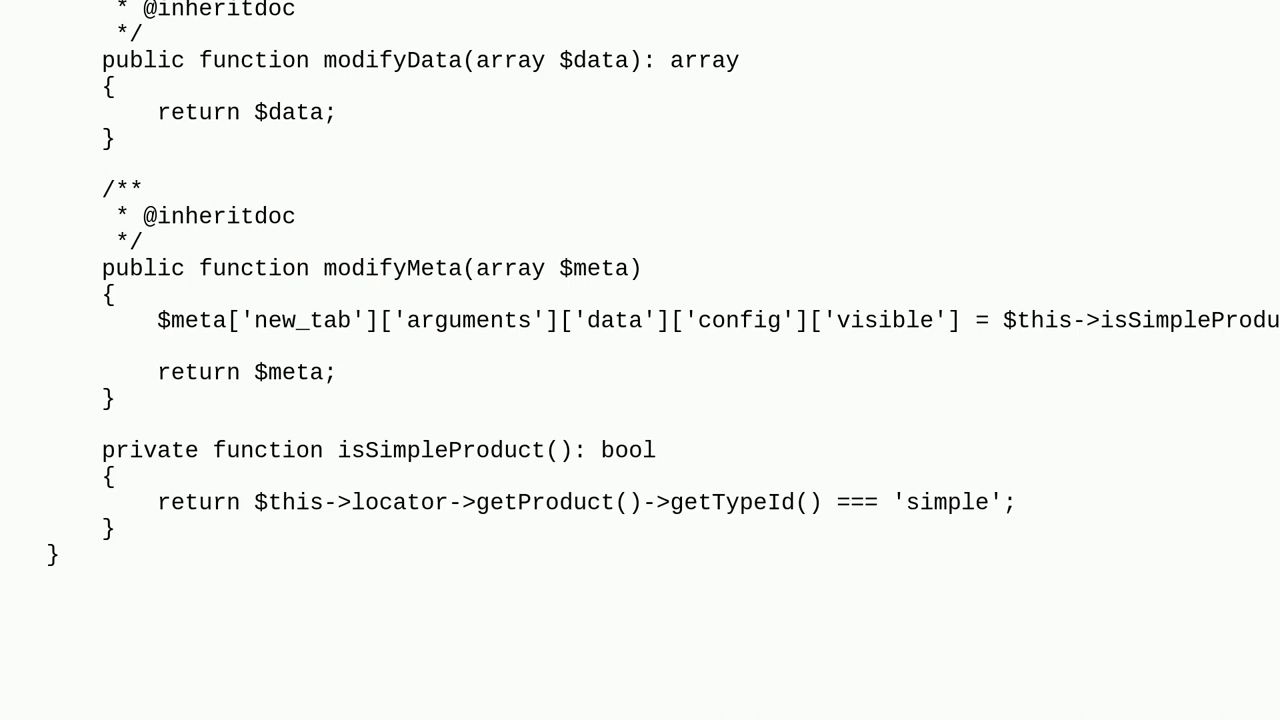 * @inheritdoc
*/
public function modifyData(array $data): array
{
return $data;
}
/**
* @inheritdoc
*/
public function modifyMeta(array $meta)
{
$meta['new_tab']['arguments']['data']['config']['visible'] = $this->isSimpleProdu
return $meta;
}
private function isSimpleProduct(): bool
{
return $this->locator->getProduct()->getTypeId() === 'simple';
}
}